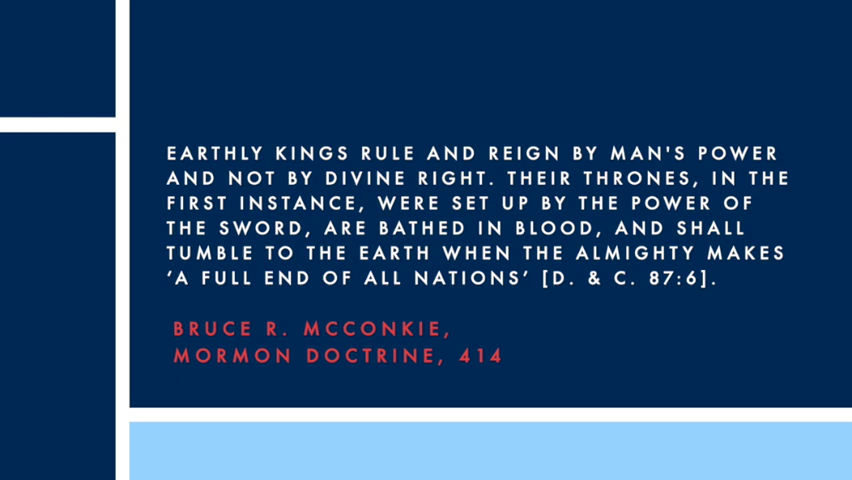 EARTHLY KINGS RULE AND REIGN BY MAN'S POWER
AND NOT BY DIVINE RIGHT. THEIR THRONES, IN THE
FIRST INSTANCE, WERE SET UP BY THE POWER OF
THE SWORD, ARE BATHED IN BLOOD, AND SHALL
TUMBLE TO THE EARTH WHEN THE ALMIGHTY MAKES
‘A FULL END OF ALL NATIONS’ [D. & C. 87:6].
BRUCE R. MCCONKIE,
MORMON DOCTRINE, 414